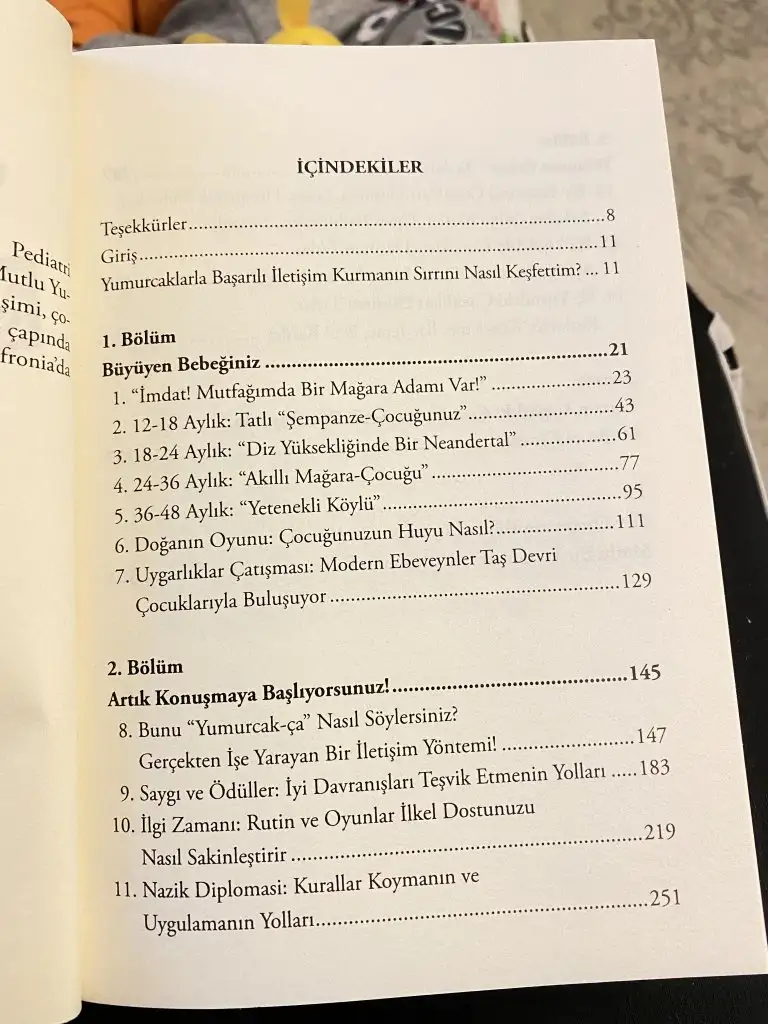 Pediatri
Mutlu Yu-
şimi, ço-
çapında
fronia'da
İÇİNDEKİLER
Teşekkürler..........8
Giriş..........11
Yumurcaklarla Başarılı İletişim Kurmanın Sırrını Nasıl Keşfettim? ... 11
1. Bölüm
Büyüyen Bebeğiniz ..........21
1. “İmdat! Mutfağımda Bir Mağara Adamı Var!” ..........23
2. 12-18 Aylık: Tatlı “Şempanze-Çocuğunuz”..........43
3. 18-24 Aylık: “Diz Yüksekliğinde Bir Neandertal” ..........61
4. 24-36 Aylık: “Akıllı Mağara-Çocuğu”..........77
5. 36-48 Aylık: “Yetenekli Köylü”..........95
6. Doğanın Oyunu: Çocuğunuzun Huyu Nasıl?..........111
7. Uygarlıklar Çatışması: Modern Ebeveynler Taş Devri
Çocuklarıyla Buluşuyor ..........129
2. Bölüm
Artık Konuşmaya Başlıyorsunuz!..........145
8. Bunu “Yumurcak-ça” Nasıl Söylersiniz?
Gerçekten İşe Yarayan Bir İletişim Yöntemi! ..........147
9. Saygı ve Ödüller: İyi Davranışları Teşvik Etmenin Yolları .....183
10. İlgi Zamanı: Rutin ve Oyunlar İlkel Dostunuzu
Nasıl Sakinleştirir ..........219
11. Nazik Diplomasi: Kurallar Koymanın ve
Uygulamanın Yolları..........251